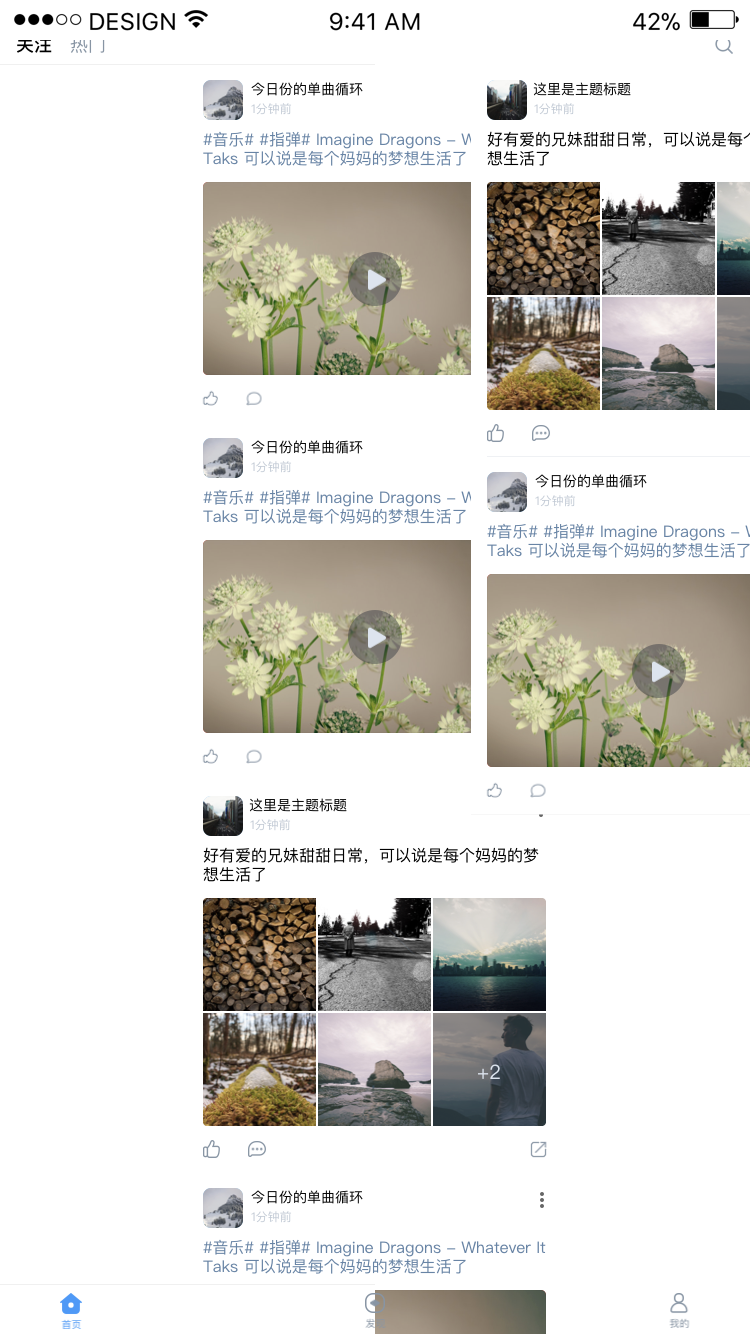 DESIGN
9:41 AM
42%
关注 热门
今日份的单曲循环
1分钟前
#音乐# #指弹# Imagine Dragons – W
Taks 可以说是每个妈妈的梦想生活了
今日份的单曲循环
1分钟前
#音乐# #指弹# Imagine Dragons – W
Taks 可以说是每个妈妈的梦想生活了
这里是主题标题
1分钟前
好有爱的兄妹甜甜日常，可以说是每个妈妈的梦
想生活了
+2
今日份的单曲循环
1分钟前
#音乐# #指弹# Imagine Dragons – Whatever It
Taks 可以说是每个妈妈的梦想生活了
这里是主题标题
1分钟前
好有爱的兄妹甜甜日常，可以说是每个
想生活了
今日份的单曲循环
1分钟前
#音乐# #指弹# Imagine Dragons –
Taks 可以说是每个妈妈的梦想生活了
首页
发
我的